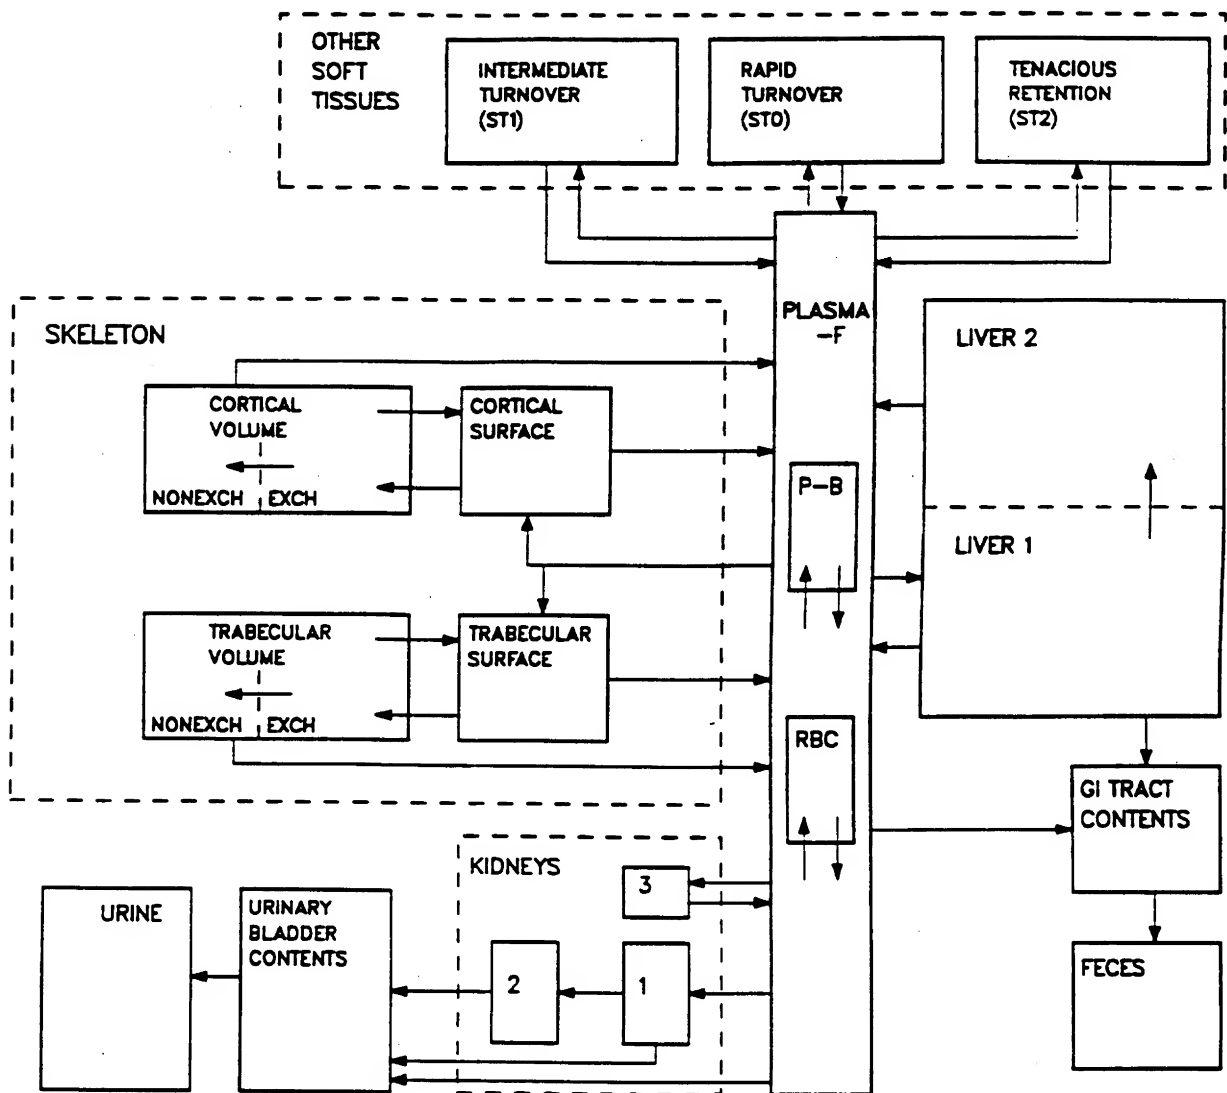 OTHER
SOFT
TISSUES
INTERMEDIATE
TURNOVER
(ST1)
RAPID
TURNOVER
(ST0)
TENACIOUS
RETENTION
(ST2)
PLASMA
-F
SKELETON
CORTICAL
VOLUME
NONEXCH
EXCH
CORTICAL
SURFACE
P-B
LIVER 2
LIVER 1
TRABECULAR
VOLUME
NONEXCH
EXCH
TRABECULAR
SURFACE
RBC
GI TRACT
CONTENTS
KIDNEYS
3
2
1
URINE
URINARY
BLADDER
CONTENTS
FECES